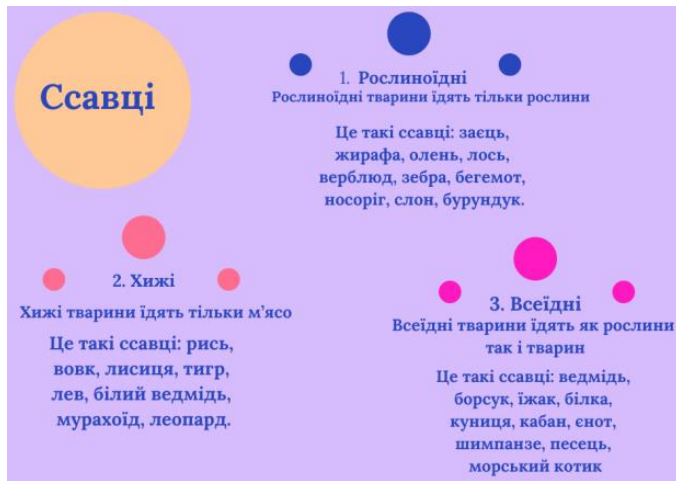 Ссавці
1. Рослиноїдні
Рослиноїдні тварини їдять тільки рослини
Це такі ссавці: заєць,
жирафа, олень, лось,
верблюд, зебра, бегемот,
носоріг, слон, бурундук.
2. Хижі
Хижі тварини їдять тільки м'ясо
Це такі ссавці: рись,
вовк, лисиця, тигр,
лев, білий ведмідь,
мурахоїд, леопард.
3. Всеїдні
Всеїдні тварини їдять як рослини
так і тварин
Це такі ссавці: ведмідь,
борсук, їжак, білка,
куниця, кабан, єнот,
шимпанзе, песець,
морський котик